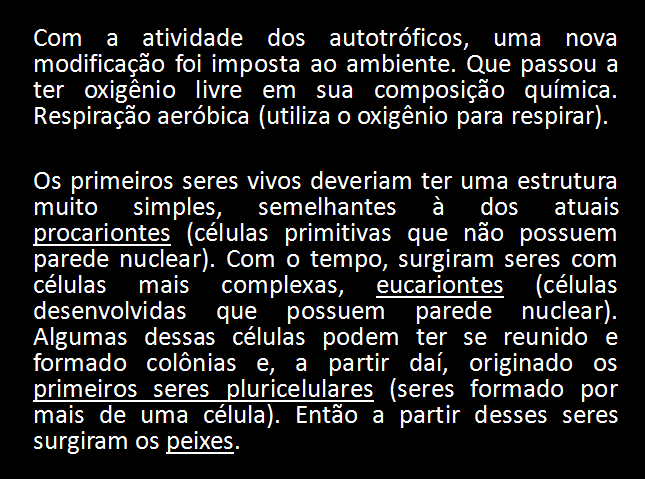 Com a atividade dos autotróficos, uma nova
modificação foi imposta ao ambiente. Que passou a
ter oxigênio livre em sua composição química.
Respiração aeróbica (utiliza o oxigênio para respirar).
Os primeiros seres vivos deveriam ter uma estrutura
muito simples, semelhantes à dos atuais
procariontes (células primitivas que não possuem
parede nuclear). Com o tempo, surgiram seres com
células mais complexas, eucariontes (células
desenvolvidas que possuem parede nuclear).
Algumas dessas células podem ter se reunido e
formado colônias e, a partir daí, originado os
primeiros seres pluricelulares (seres formado por
mais de uma célula). Então a partir desses seres
surgiram os peixes.